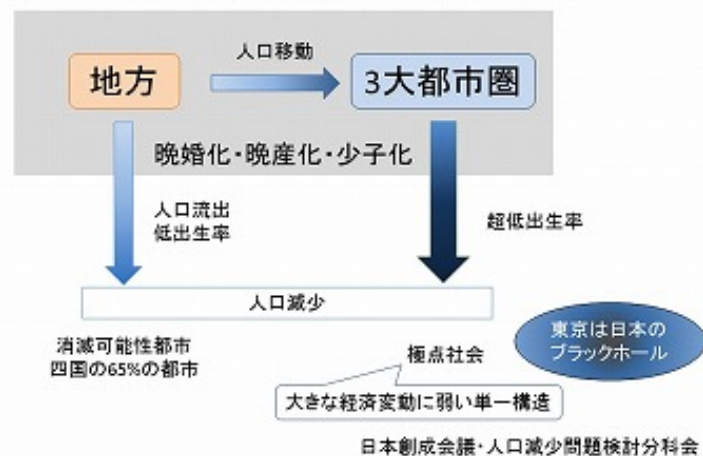 人口移動
地方
3大都市圏
晩婚化・晩産化・少子化
人口流出
低出生率
超低出生率
人口減少
消滅可能性都市
四国の65%の都市
極点社会
東京は日本の
ブラックホール
大きな経済変動に弱い単一構造
日本創成会議・人口減少問題検討分科会